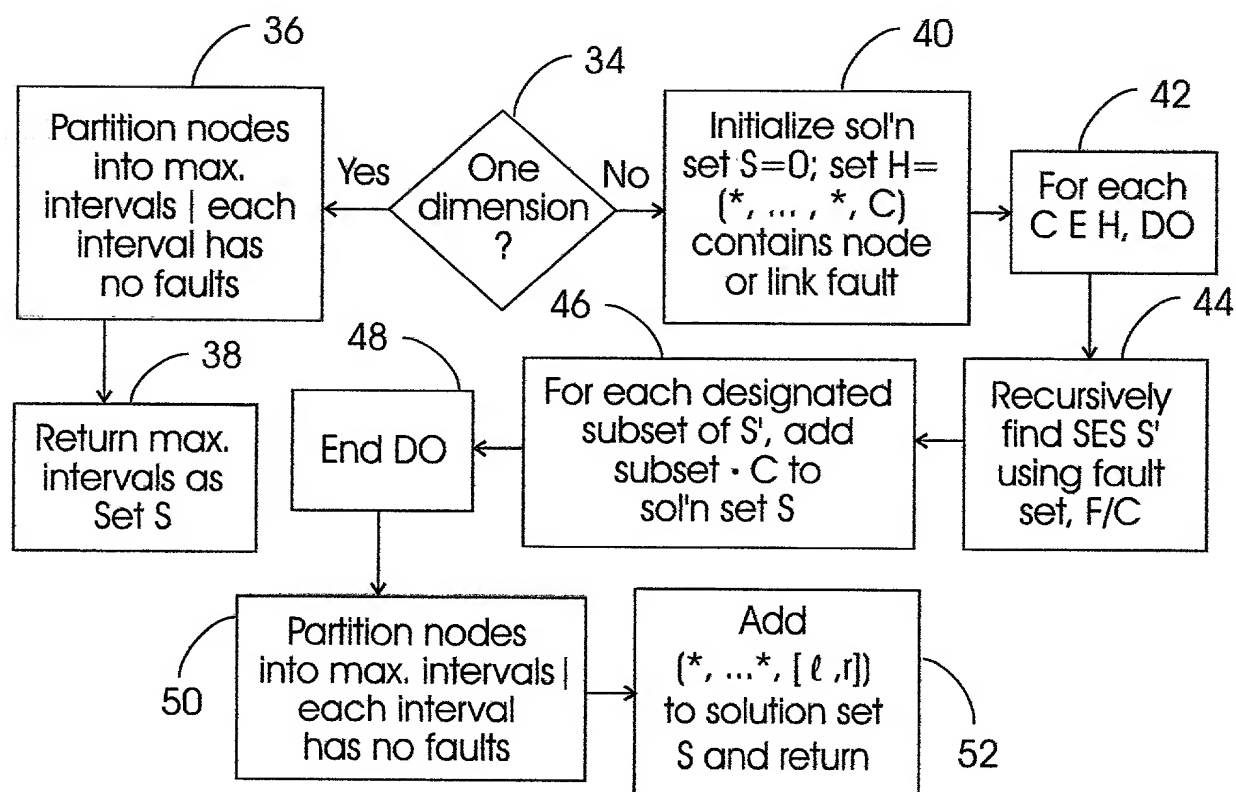 36
Partition nodes
into max.
intervals | each
interval has
no faults
38
Return max.
intervals as
Set S
34
One
dimension
?
Yes
No
40
Initialize sol'n
set S=0; set H=
(*, ... , *, C)
contains node
or link fault
42
For each
C E H, DO
44
Recursively
find SES S'
using fault
set, F/C
46
For each designated
subset of S', add
subset · C to
sol'n set S
48
End DO
50
Partition nodes
into max. intervals |
each interval
has no faults
Add
(*, ...*, [ ℓ ,r])
to solution set
S and return
52